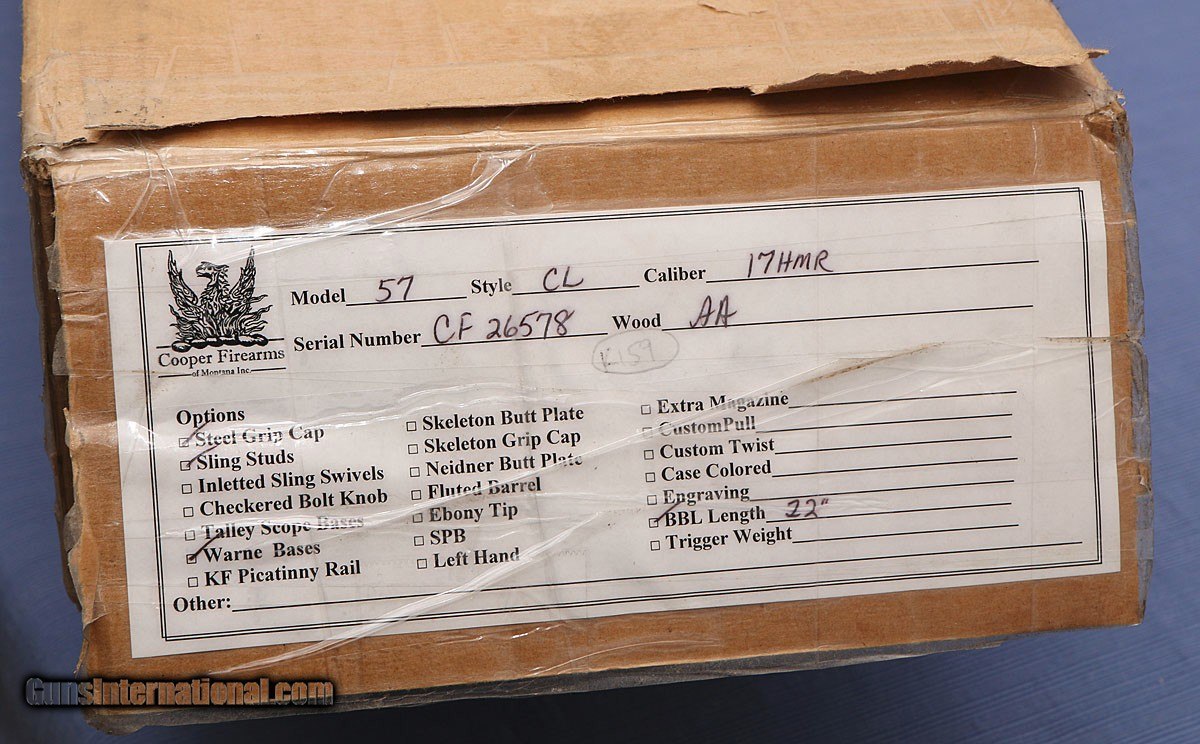 Model 57 Style CL Caliber 17HMR
Serial Number CF 26578 Wood AA
K159
Cooper Firearms
of Montana Inc.
Options
Steel Grip Cap
Sling Studs
Inletted Sling Swivels
Checkered Bolt Knob
Talley Scope Bases
Warne Bases
KF Picatinny Rail
Skeleton Butt Plate
Skeleton Grip Cap
Neidner Butt Plate
Fluted Barrel
Ebony Tip
SPB
Left Hand
Extra Magazine
CustomPull
Custom Twist
Case Colored
Engraving
BBL Length 22"
Trigger Weight
Other:
GunsInternational.com